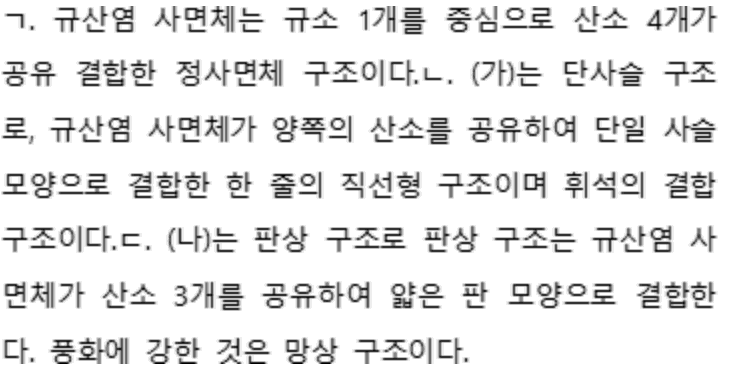 ㄱ. 규산염 사면체는 규소 1개를 중심으로 산소 4개가
공유 결합한 정사면체 구조이다.ㄴ. (가)는 단사슬 구조
로, 규산염 사면체가 양쪽의 산소를 공유하여 단일 사슬
모양으로 결합한 한 줄의 직선형 구조이며 휘석의 결합
구조이다.ㄷ. (나)는 판상 구조로 판상 구조는 규산염 사
면체가 산소 3개를 공유하여 얇은 판 모양으로 결합한
다. 풍화에 강한 것은 망상 구조이다.